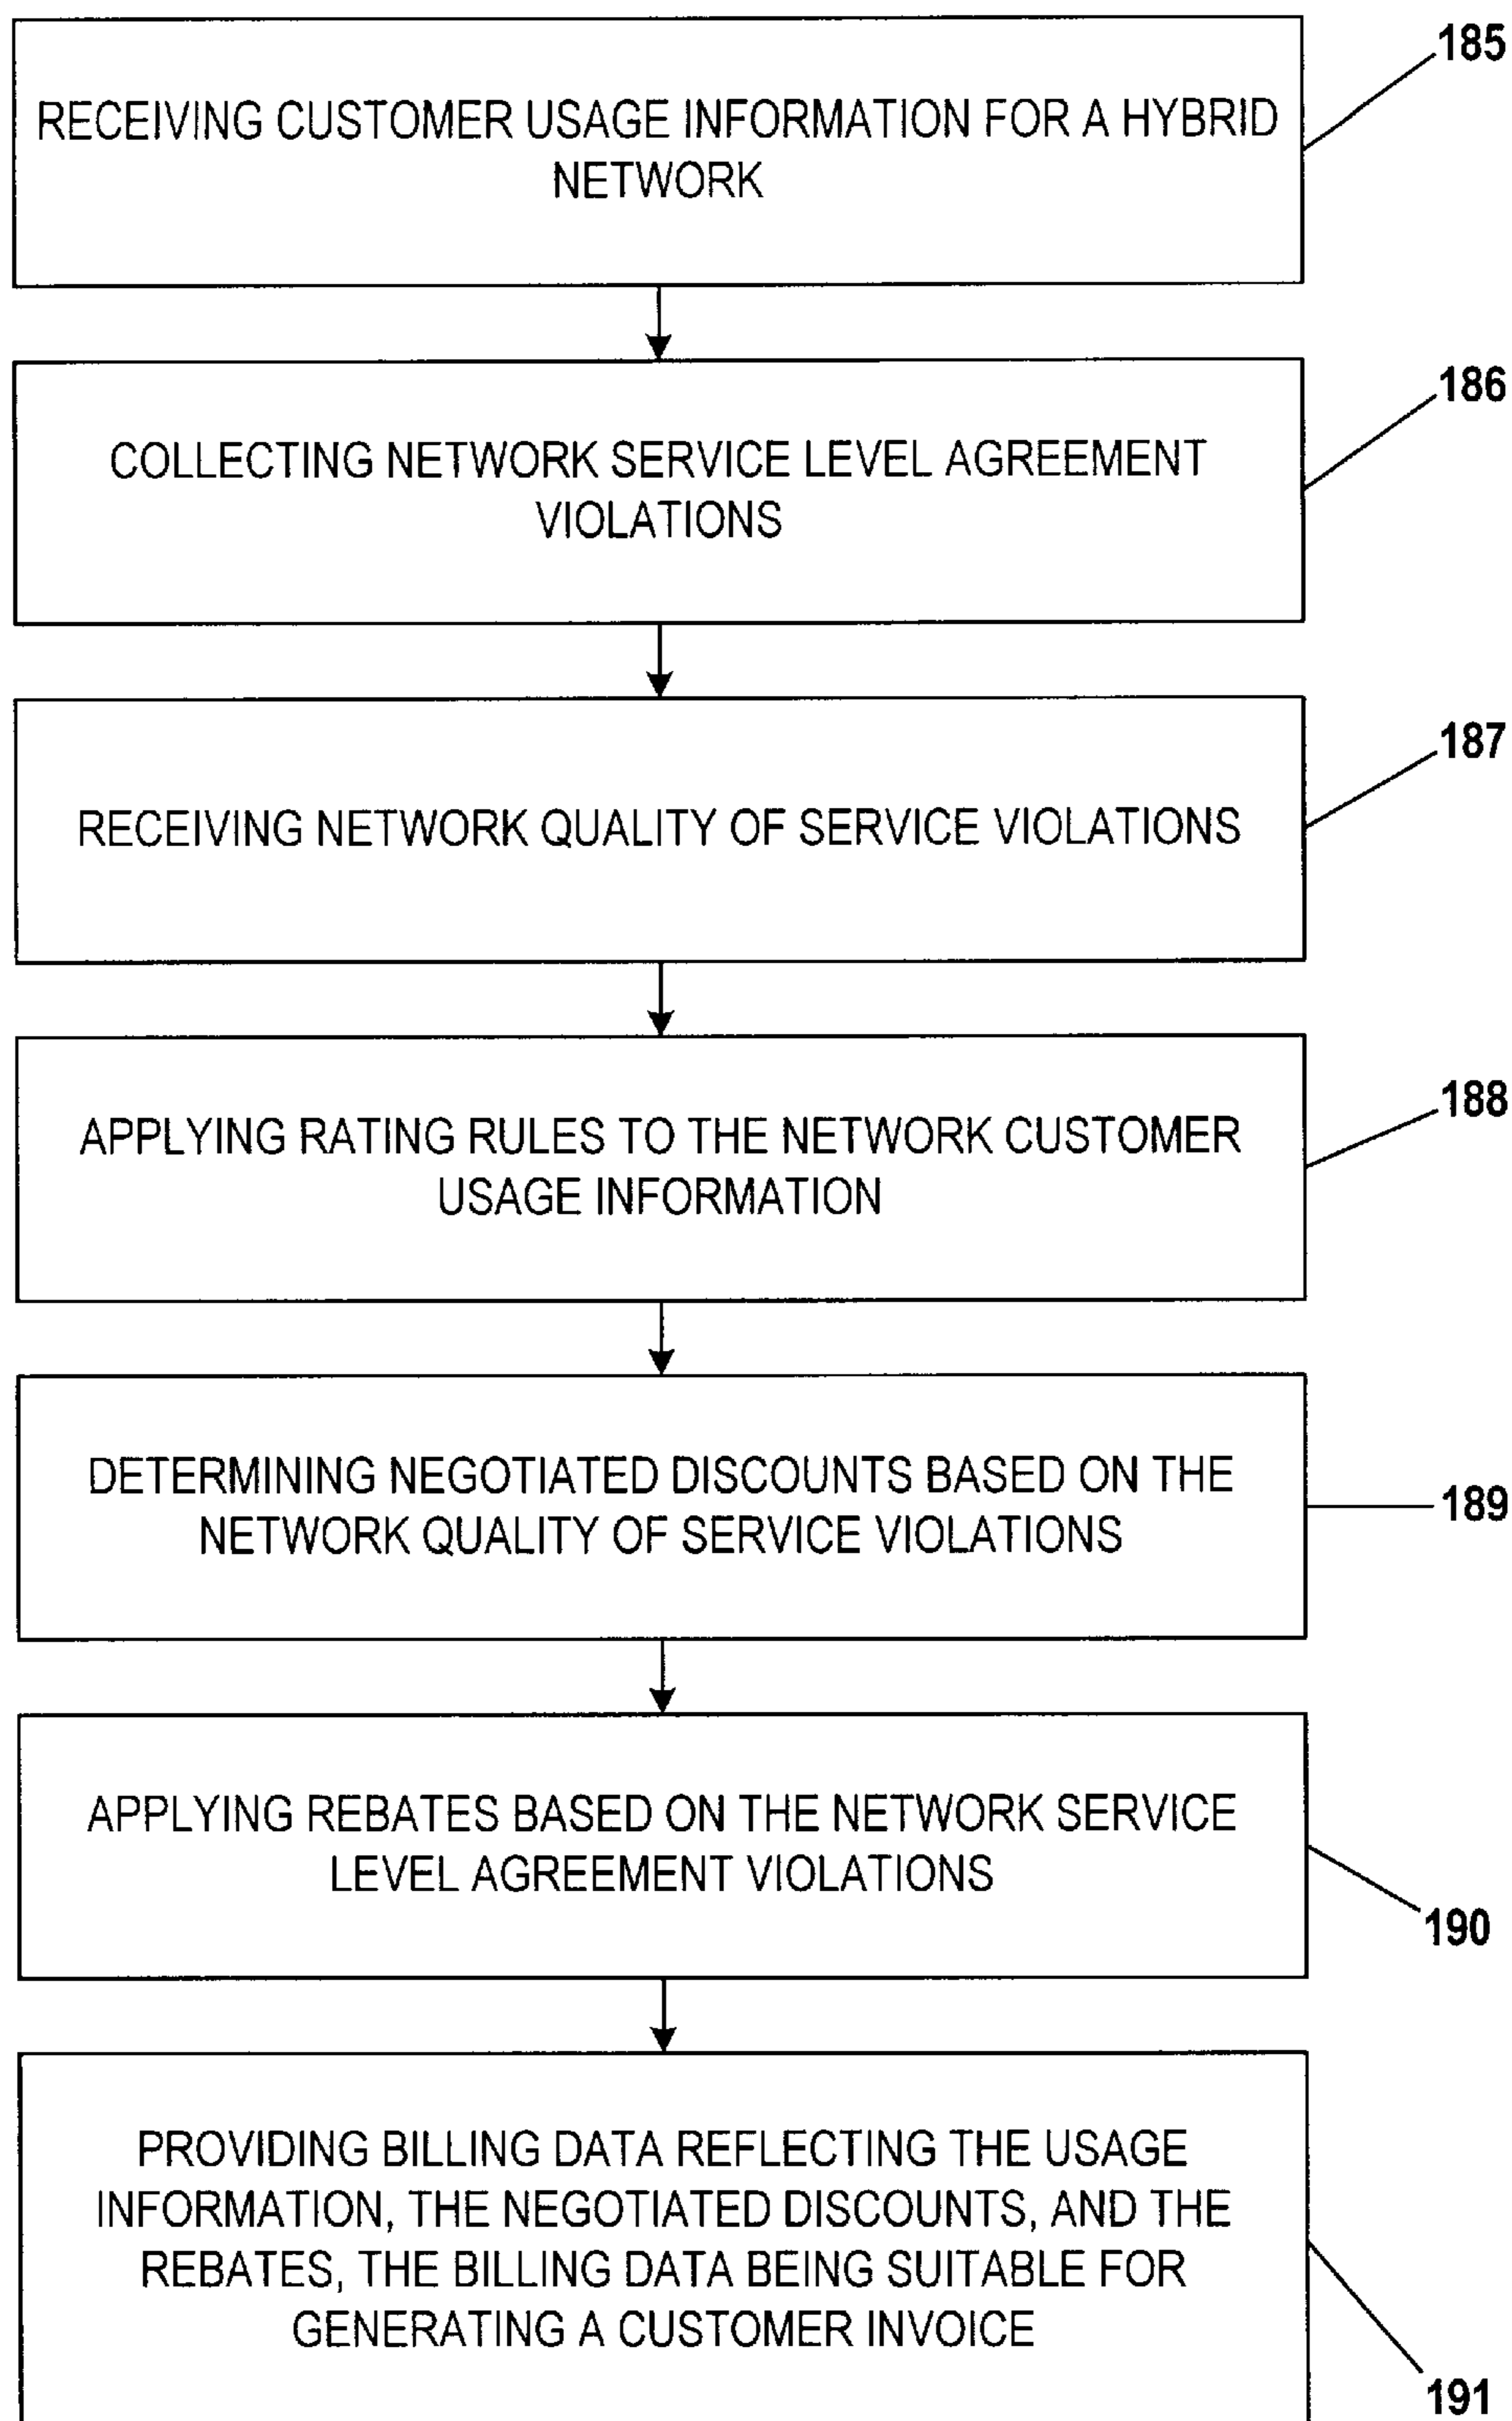 185
RECEIVING CUSTOMER USAGE INFORMATION FOR A HYBRID
NETWORK
186
COLLECTING NETWORK SERVICE LEVEL AGREEMENT
VIOLATIONS
187
RECEIVING NETWORK QUALITY OF SERVICE VIOLATIONS
188
APPLYING RATING RULES TO THE NETWORK CUSTOMER
USAGE INFORMATION
DETERMINING NEGOTIATED DISCOUNTS BASED ON THE
189
NETWORK QUALITY OF SERVICE VIOLATIONS
APPLYING REBATES BASED ON THE NETWORK SERVICE
LEVEL AGREEMENT VIOLATIONS
190
PROVIDING BILLING DATA REFLECTING THE USAGE
INFORMATION, THE NEGOTIATED DISCOUNTS, AND THE
REBATES, THE BILLING DATA BEING SUITABLE FOR
GENERATING A CUSTOMER INVOICE
191